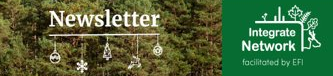 Newsletter
Integrate
Network
facilitated by EFI